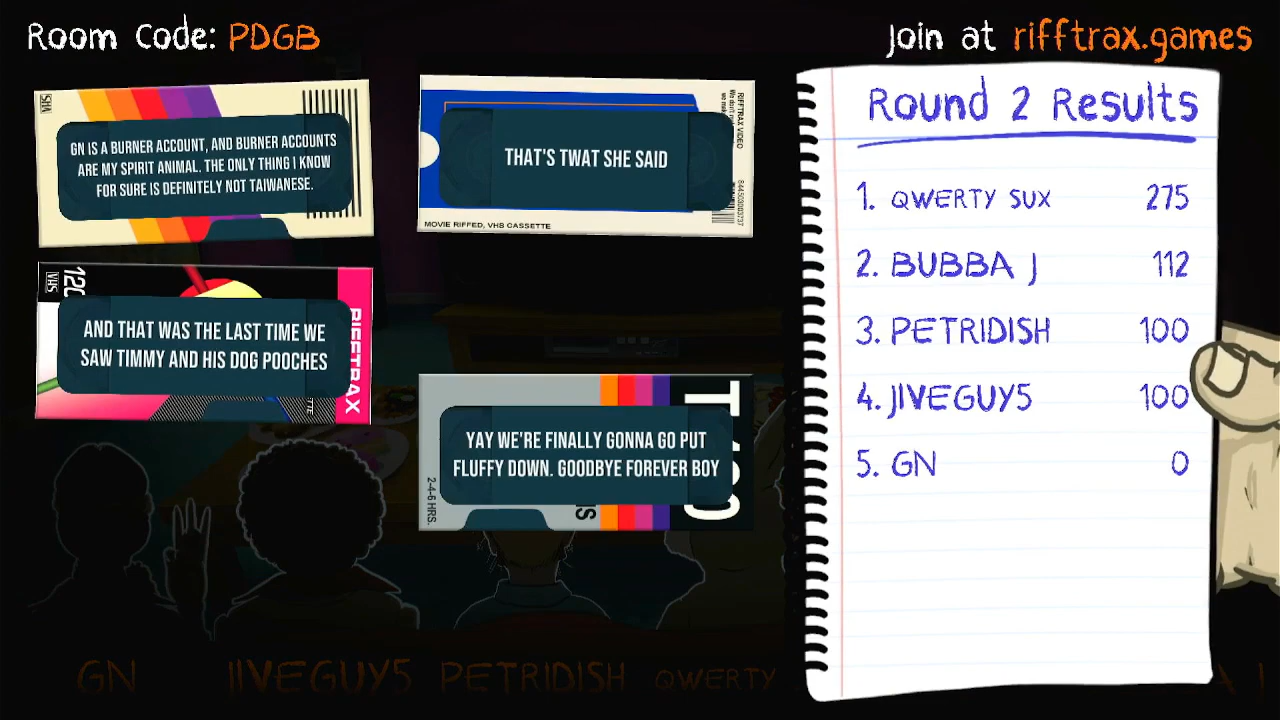 Room Code: PDGB
Join at rifftrax.games
GN IS A BURNER ACCOUNT, AND BURNER ACCOUNTS
ARE MY SPIRIT ANIMAL. THE ONLY THING I KNOW
FOR SURE IS DEFINITELY NOT TAIWANESE.
THAT'S TWAT SHE SAID
RIFFTRAX VIDEO
MOVIE RIFFED, VHS CASSETTE
AND THAT WAS THE LAST TIME WE
SAW TIMMY AND HIS DOG POOCHES
120
VHS
RIFFTRAX
YAY WE'RE FINALLY GONNA GO PUT
FLUFFY DOWN. GOODBYE FOREVER BOY
2-4-6 HRS.
Round 2 Results
1. QWERTY SUX 275
2. BUBBA J 112
3. PETRIDISH 100
4. JIVEGUY5 100
5. GN 0
GN JIVEGUY5 PETRIDISH QWERTY